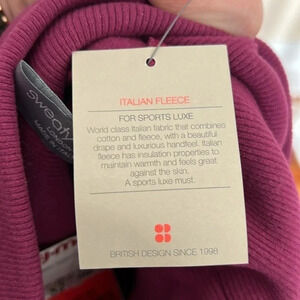 ITALIAN FLEECE
FOR SPORTS LUXE
World class Italian fabric that combines
cotton and fleece, with a beautiful
drape and luxurious handfeel. Italian
fleece has insulation properties to
maintain warmth and feels great
against the skin.
A sports luxe must.
BRITISH DESIGN SINCE 1998
LONDON